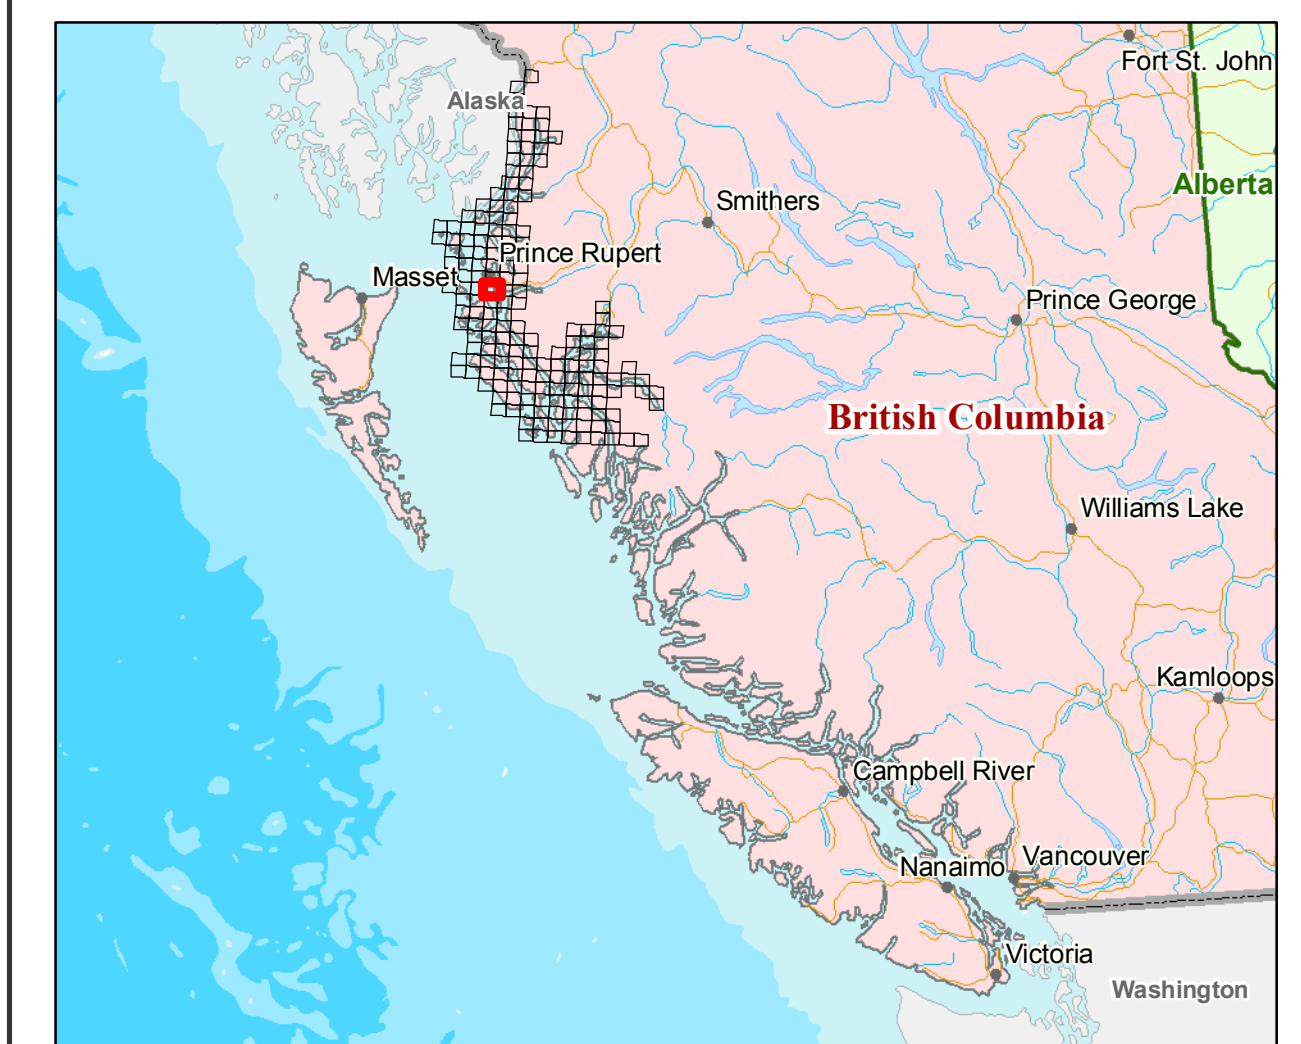 Fort St. John
Alaska
Alberta
Smithers
Prince Rupert
Masset
Prince George
British Columbia
Williams Lake
Kamloops
Campbell River
Vancouver
Nanaimo
Victoria
Washington